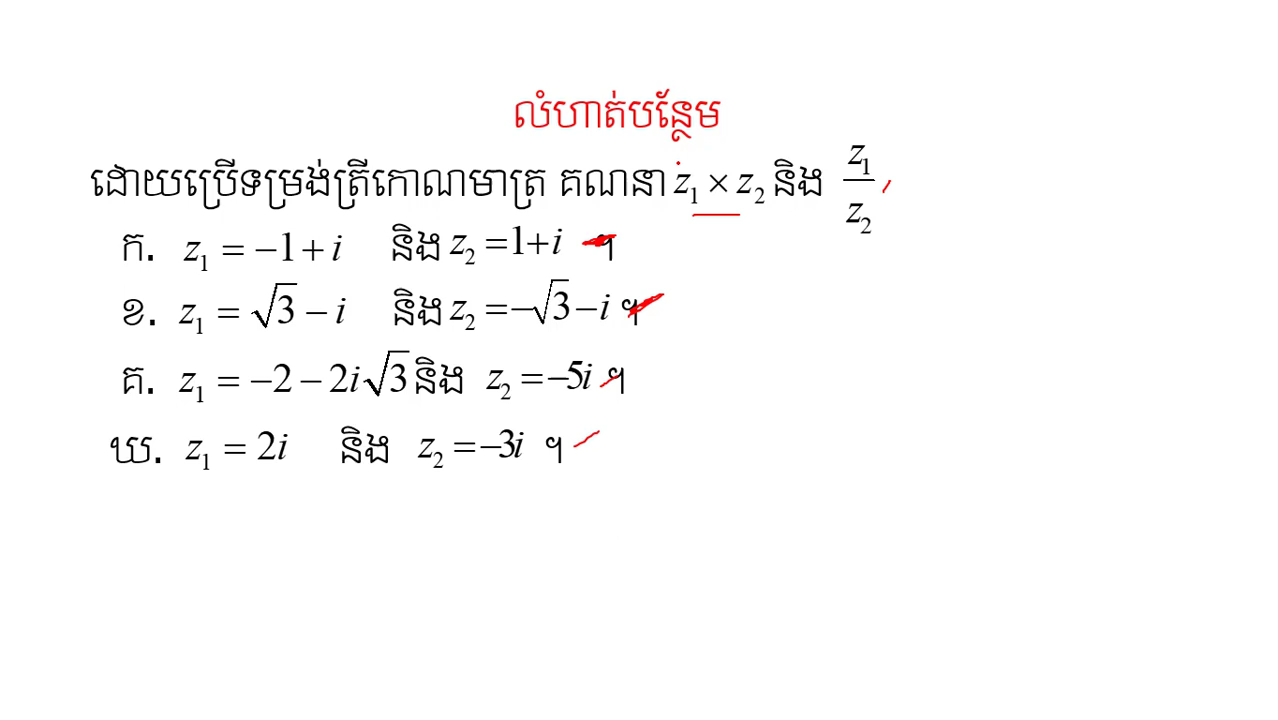 លំហាត់បន្ថែម
ដោយប្រើទម្រង់ត្រីកោណមាត្រ គណនា z₁ × z₂ និង z₁/z₂
ក. z₁ = −1 + i និង z₂ = 1+i ។
ខ. z₁ = √3 − i និង z₂ = −√3 − i ។
គ. z₁ = −2 − 2i√3 និង z₂ = −5i ។
ឃ. z₁ = 2i និង z₂ = −3i ។